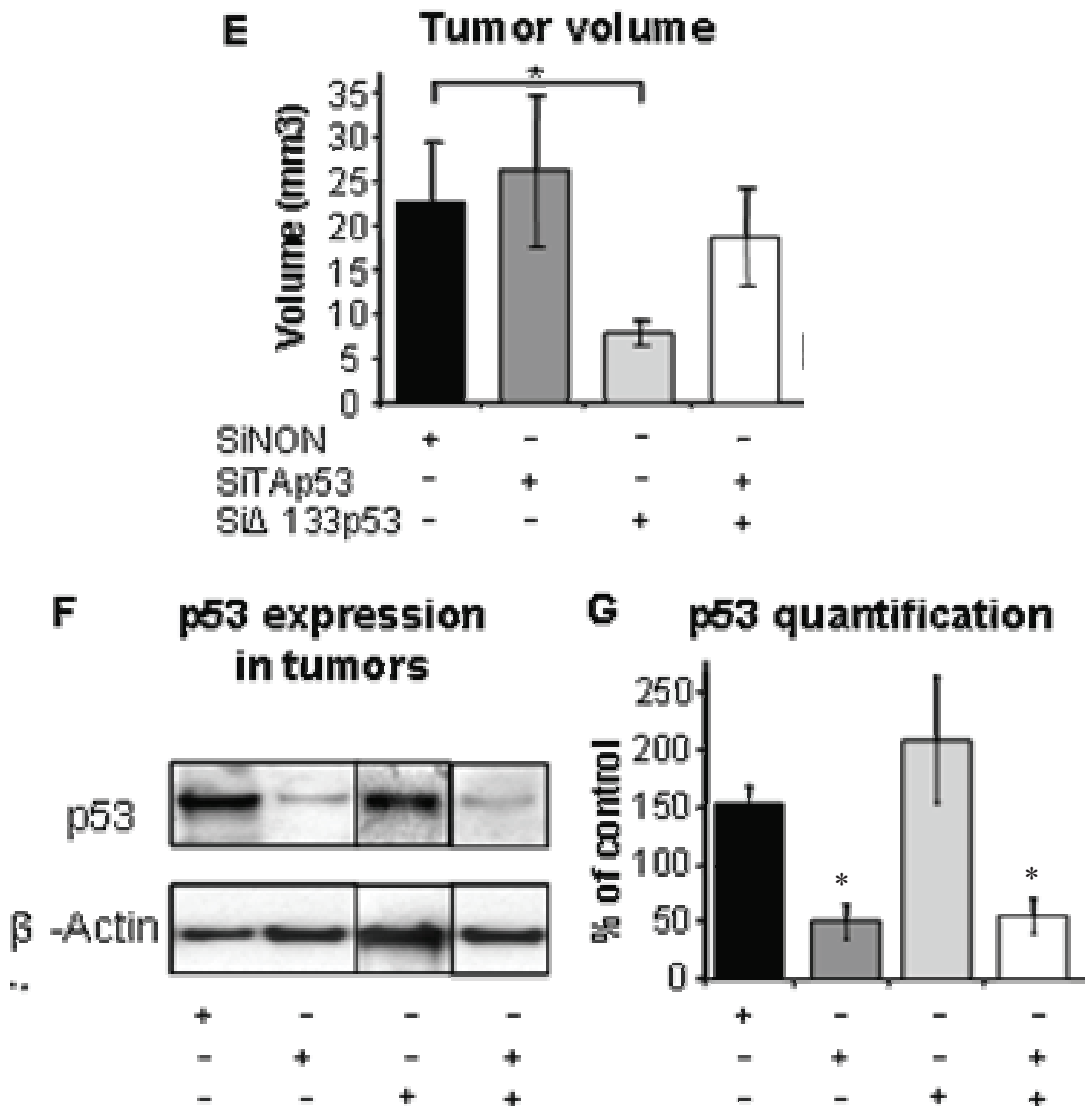 E Tumor volume
*
Volume (mm3)
35
30
25
20
15
10
5
0
SiNON + - - -
SiTAp53 - + - +
SiΔ 133p53 - - + +
F p53 expression
in tumors
p53
β -Actin
+ - - -
- + - +
- - + +
G p53 quantification
% of control
250
200
150
100
50
0
* *
+ - - -
- + - +
- - + +